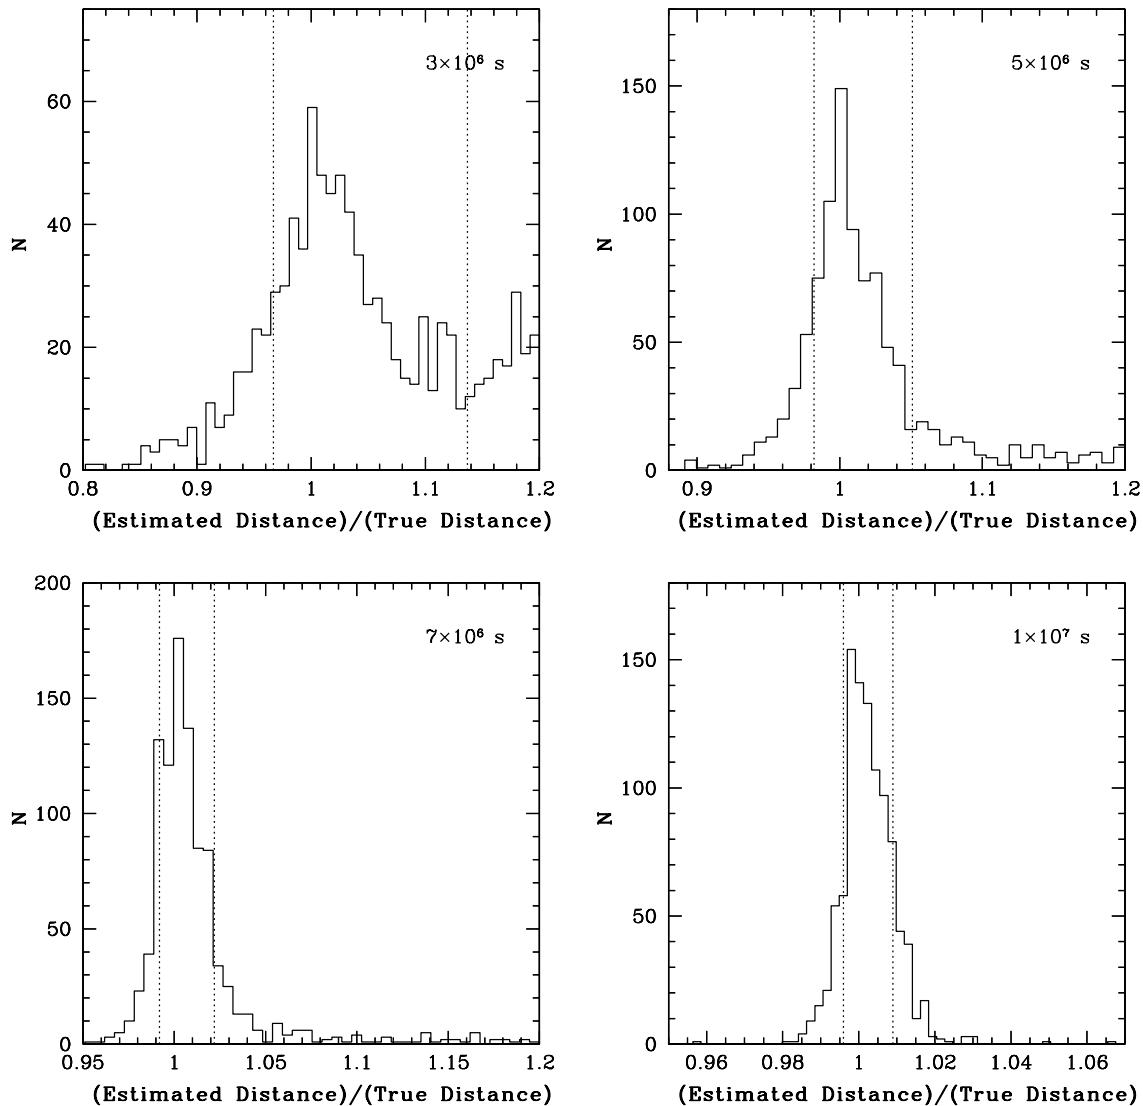 3×10⁶ s
60
40
20
0
N
0.8 0.9 1 1.1 1.2
(Estimated Distance)/(True Distance)
5×10⁶ s
150
100
50
0
N
0.9 1 1.1 1.2
(Estimated Distance)/(True Distance)
7×10⁶ s
200
150
100
50
0
N
0.95 1 1.05 1.1 1.15 1.2
(Estimated Distance)/(True Distance)
1×10⁷ s
150
100
50
0
N
0.96 0.98 1 1.02 1.04 1.06
(Estimated Distance)/(True Distance)